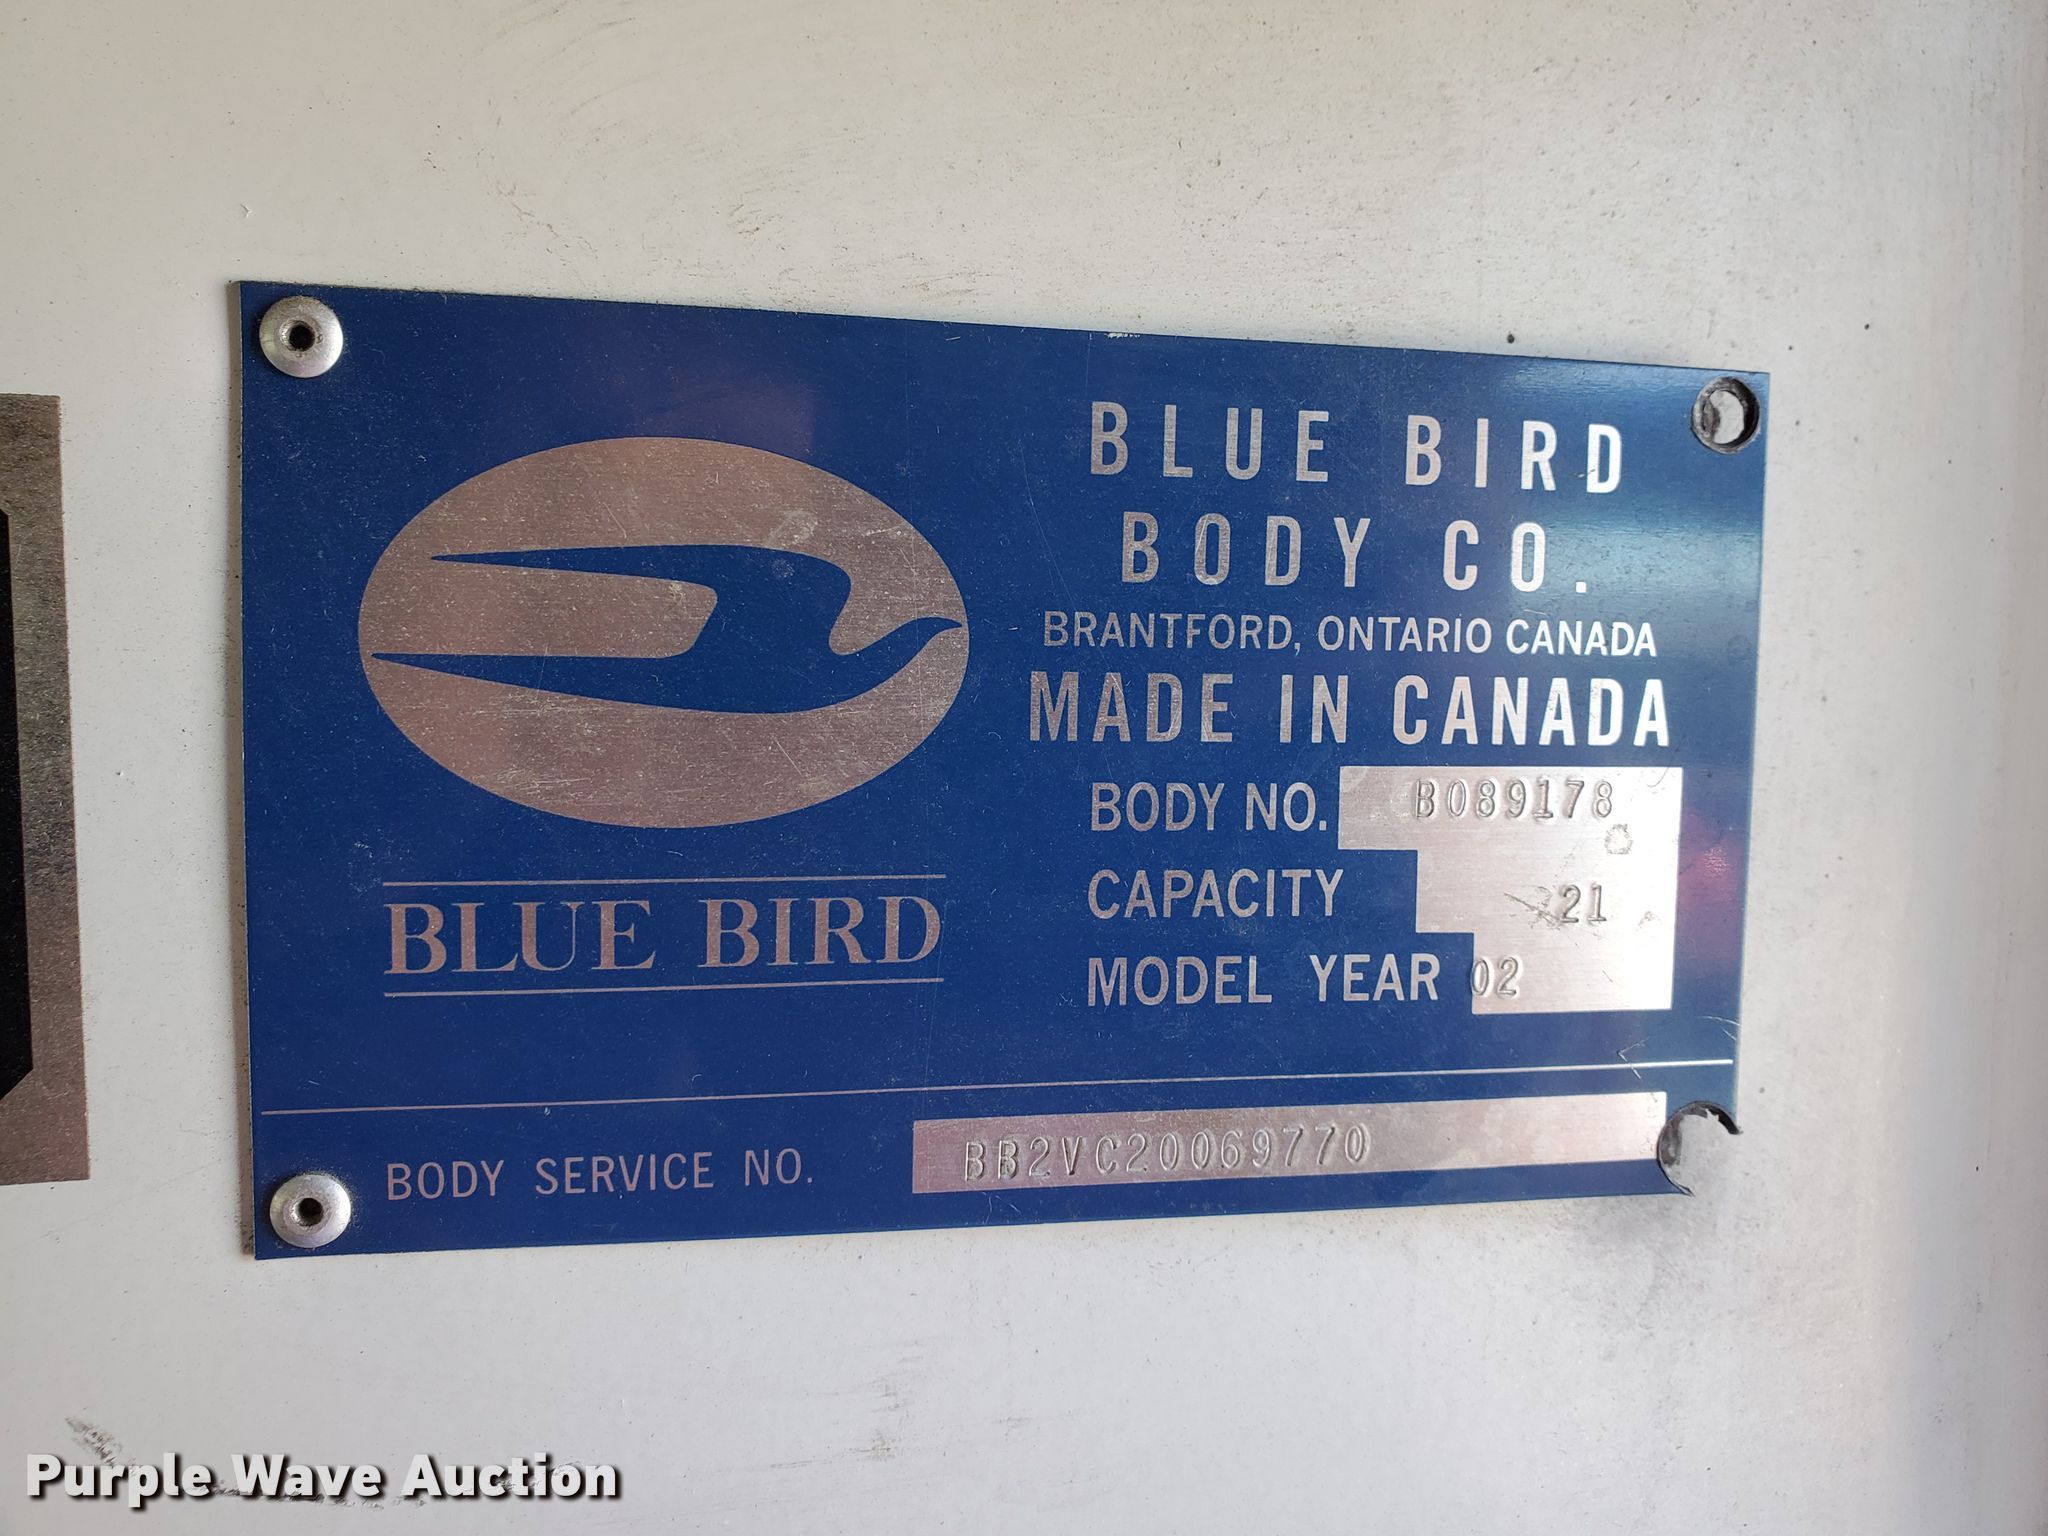 BLUE BIRD
BODY CO.
BRANTFORD, ONTARIO CANADA
MADE IN CANADA
BODY NO. B089178
CAPACITY 21
MODEL YEAR 02
BLUE BIRD
BODY SERVICE NO. BB2VC20069770
Purple Wave Auction